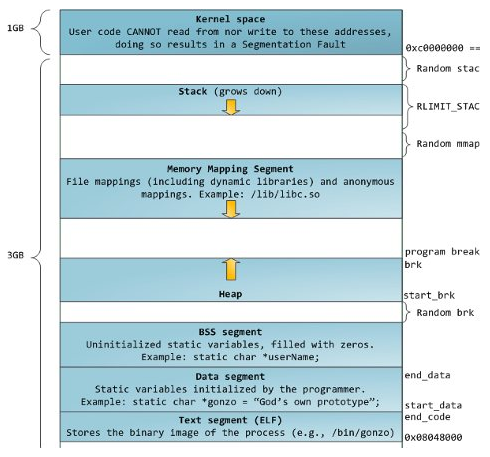 1GB
Kernel space
User code CANNOT read from nor write to these addresses,
doing so results in a Segmentation Fault
0xc0000000 ==
Random stac
Stack (grows down)
RLIMIT_STAC
Random mmap
Memory Mapping Segment
File mappings (including dynamic libraries) and anonymous
mappings. Example: /lib/libc.so
3GB
program break
brk
Heap
start_brk
Random brk
BSS segment
Uninitialized static variables, filled with zeros.
Example: static char *userName;
Data segment
Static variables initialized by the programmer.
Example: static char *gonzo = “God’s own prototype”;
end_data
start_data
Text segment (ELF)
Stores the binary image of the process (e.g., /bin/gonzo)
end_code
0x08048000